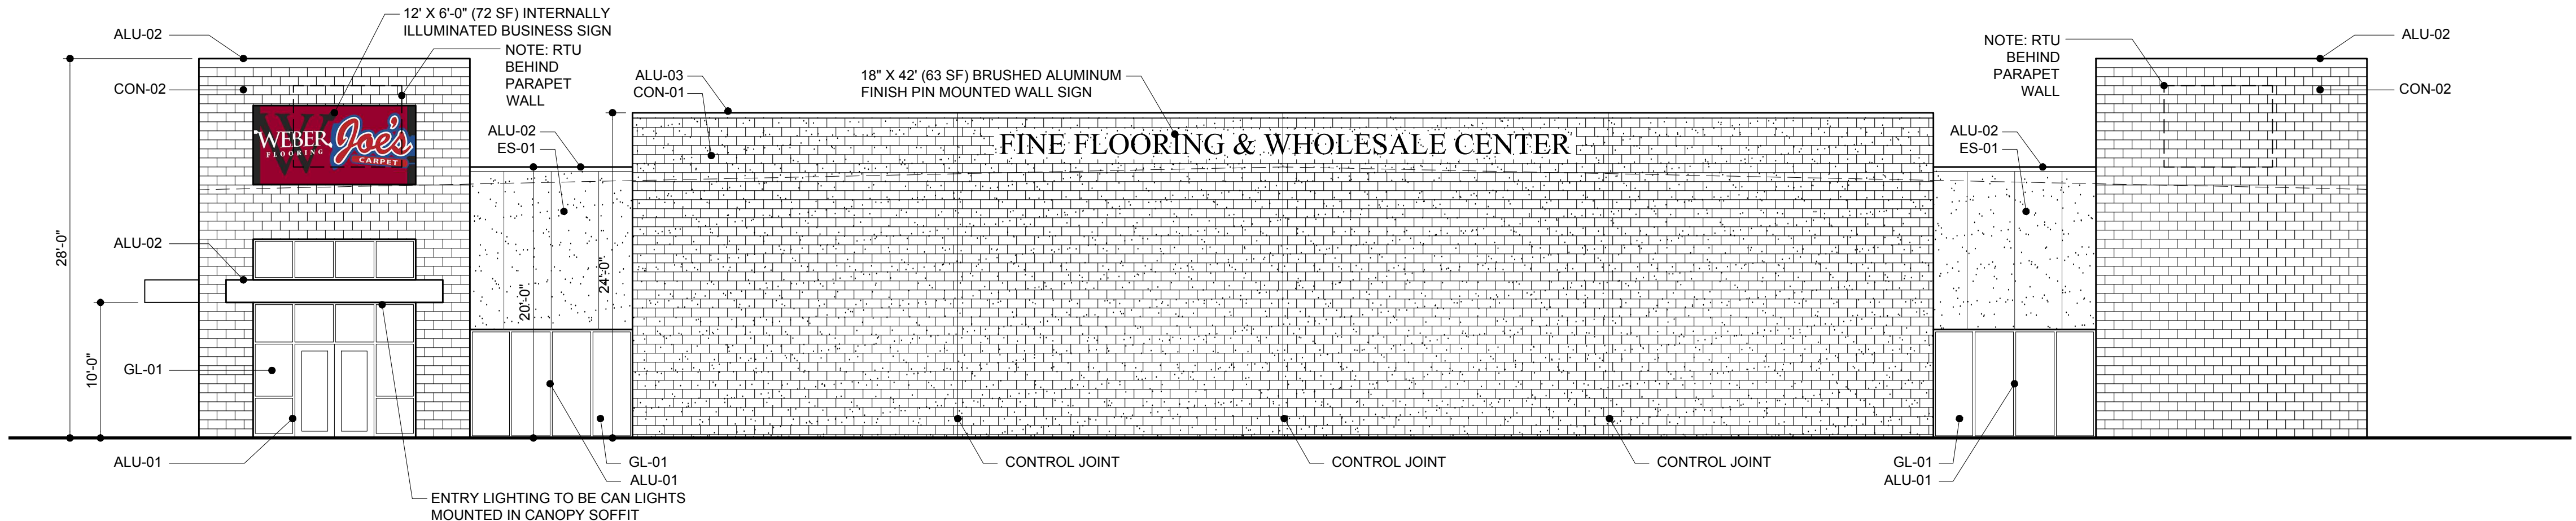 12' X 6'-0" (72 SF) INTERNALLY
ILLUMINATED BUSINESS SIGN
NOTE: RTU
BEHIND
PARAPET
WALL
ALU-02
CON-02
W
WEBER
FLOORING
Joe's
CARPET
28'-0"
ALU-02
10'-0"
GL-01
ALU-01
ENTRY LIGHTING TO BE CAN LIGHTS
MOUNTED IN CANOPY SOFFIT
ALU-02
ES-01
20'-0"
24'-0"
GL-01
ALU-01
ALU-03
CON-01
18" X 42' (63 SF) BRUSHED ALUMINUM
FINISH PIN MOUNTED WALL SIGN
FINE FLOORING & WHOLESALE CENTER
CONTROL JOINT
CONTROL JOINT
CONTROL JOINT
NOTE: RTU
BEHIND
PARAPET
WALL
ALU-02
ES-01
GL-01
ALU-01
ALU-02
CON-02